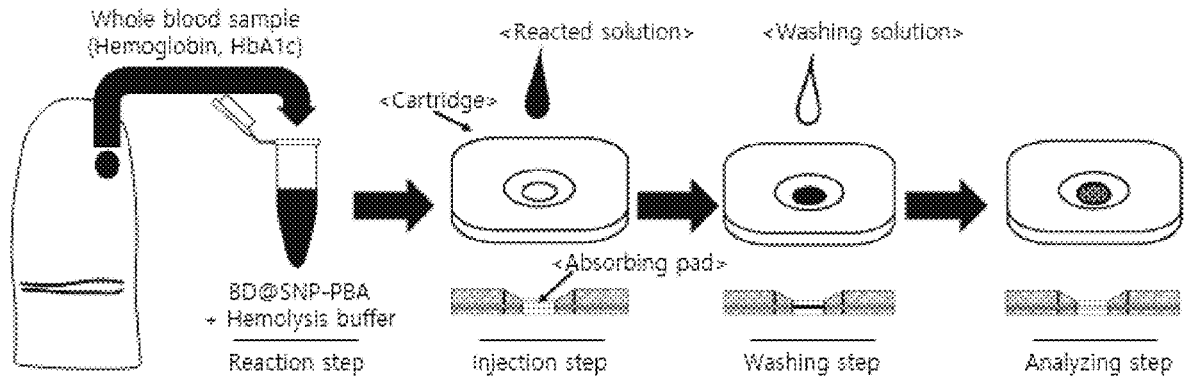 Whole blood sample
(Hemoglobin, HbA1c)
<Reacted solution>
<Washing solution>
<Cartridge>
<Absorbing pad>
BD@SNP-PBA
+ Hemolysis buffer
Reaction step
Injection step
Washing step
Analyzing step